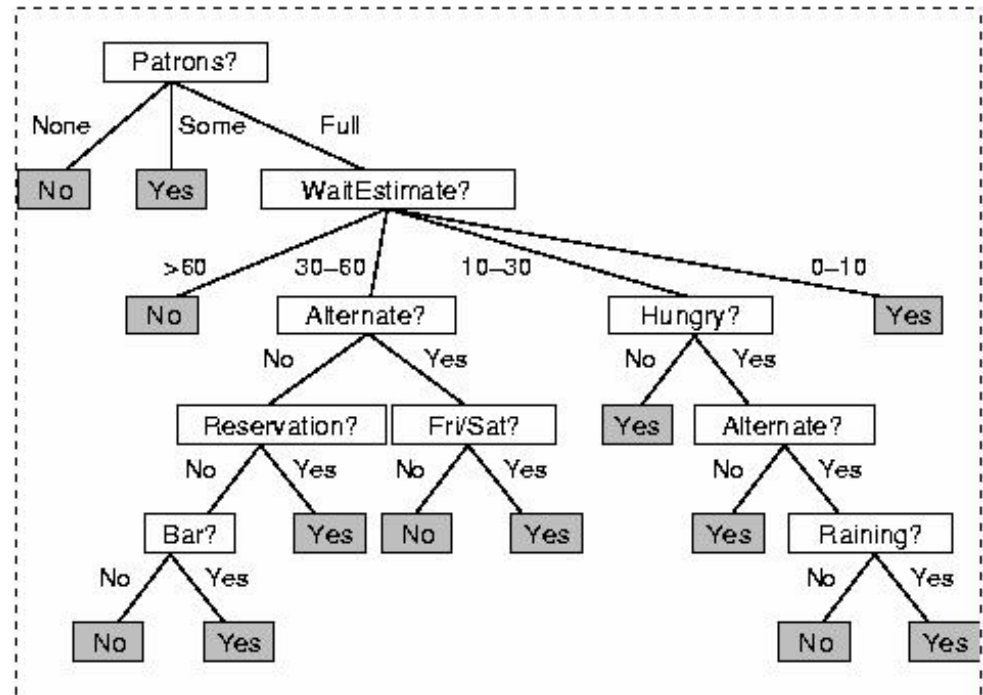 Patrons?
None Some Full
No Yes WaitEstimate?
>60 30–60 10–30 0–10
No Alternate? Hungry? Yes
No Yes No Yes
Reservation? Fri/Sat? Yes Alternate?
No Yes No Yes No Yes
Bar? Yes No Yes Yes Raining?
No Yes No Yes
No Yes No Yes